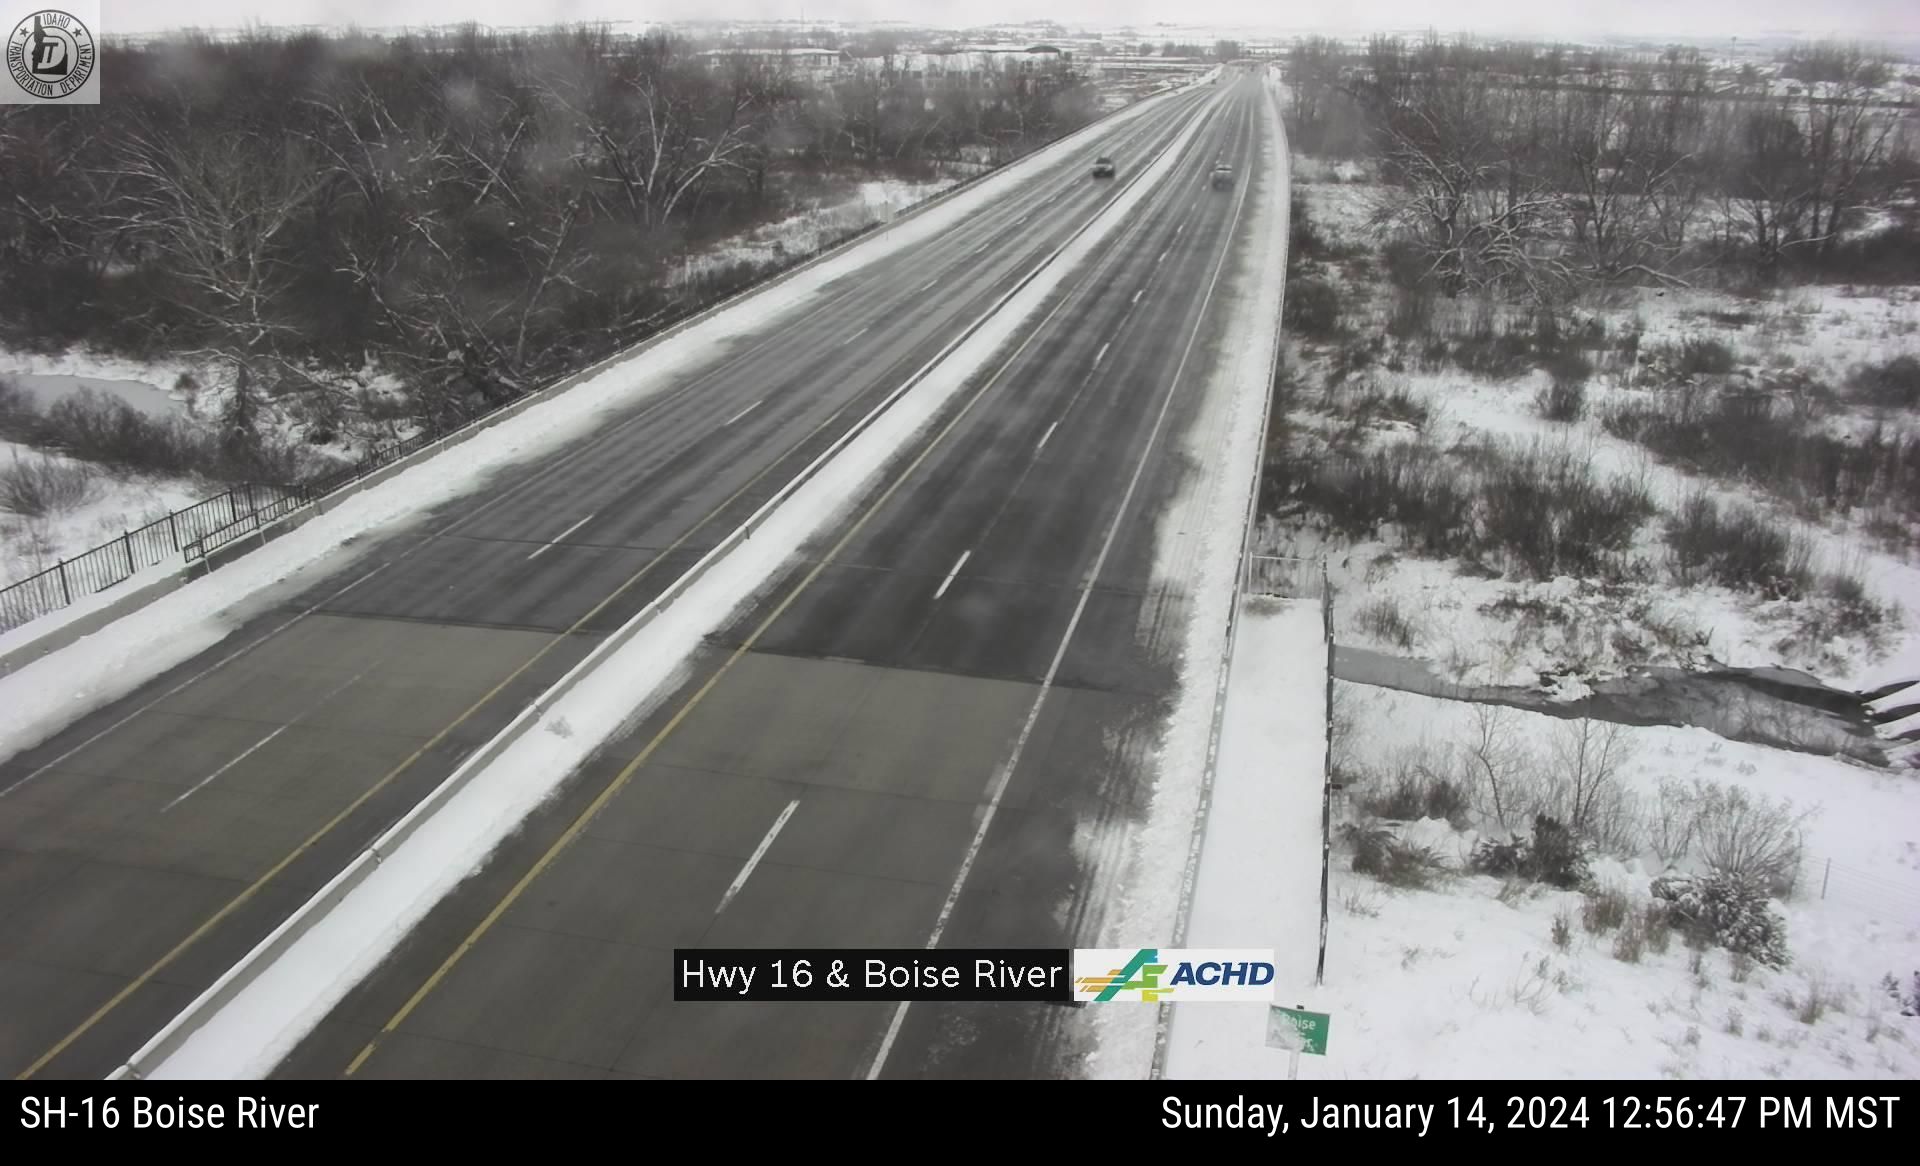 IDAHO
TRANSPORTATION DEPARTMENT
Hwy 16 & Boise River
ACHD
Boise
SH-16 Boise River
Sunday, January 14, 2024 12:56:47 PM MST